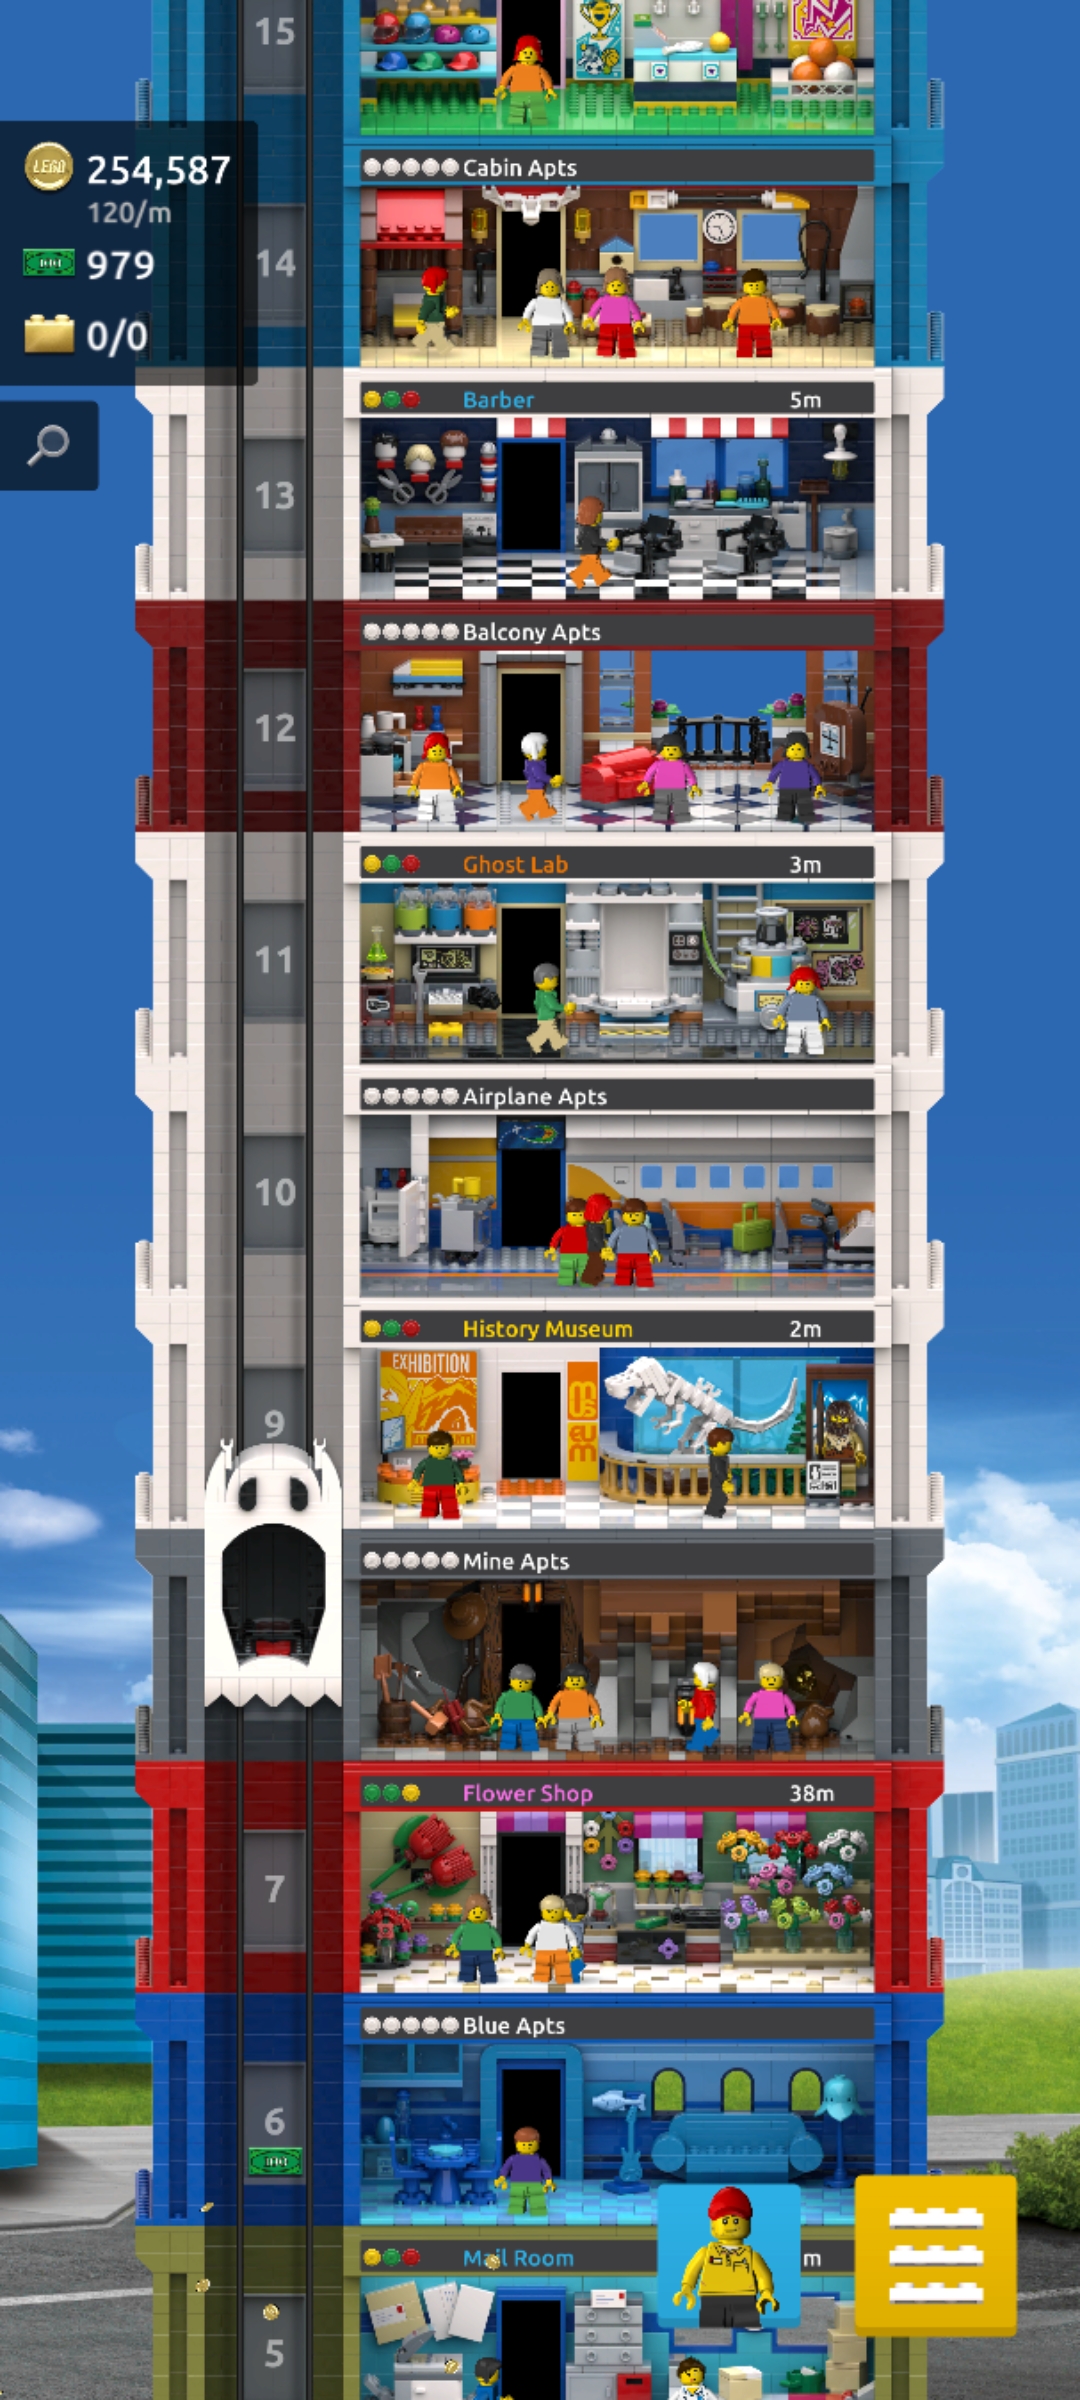 15
LEGO 254,587
120/m
979
0/0
Cabin Apts
14
Barber 5m
13
Balcony Apts
12
Ghost Lab 3m
11
Airplane Apts
10
History Museum 2m
EXHIBITION
MUSEUM
9
Mine Apts
Flower Shop 38m
7
Blue Apts
6
Mail Room m
5